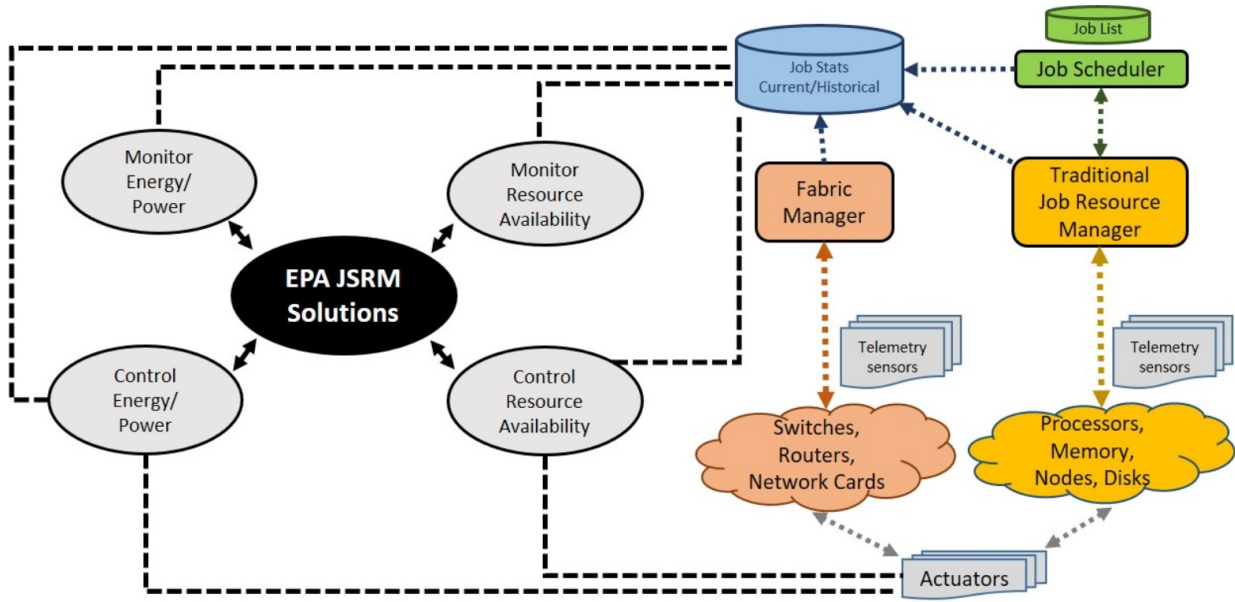 Job List
Job Stats
Current/Historical
Job Scheduler
Monitor
Energy/
Power
Monitor
Resource
Availability
Fabric
Manager
Traditional
Job Resource
Manager
EPA JSRM
Solutions
Telemetry
sensors
Telemetry
sensors
Control
Energy/
Power
Control
Resource
Availability
Switches,
Routers,
Network Cards
Processors,
Memory,
Nodes, Disks
Actuators